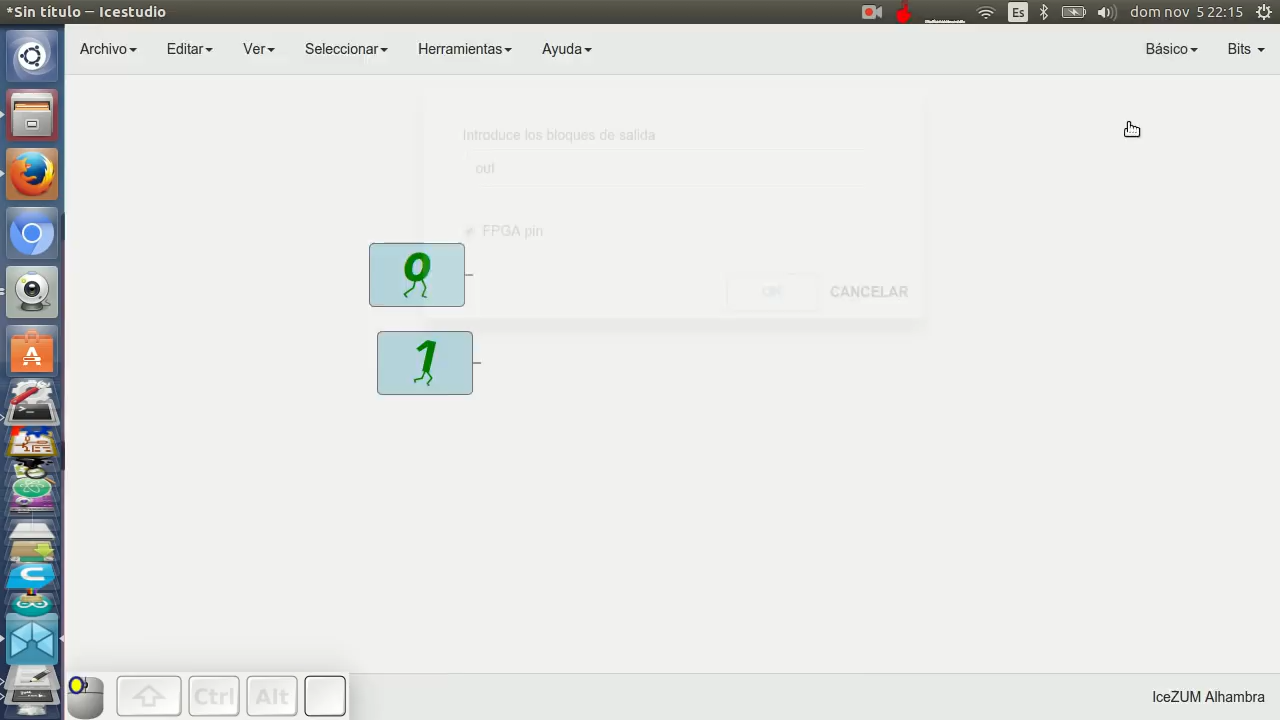 *Sin título — Icestudio
Es
dom nov 5 22:15
Archivo Editar Ver Seleccionar Herramientas Ayuda Básico Bits
Introduce los bloques de salida
out
FPGA pin
OK CANCELAR
0
1
Ctrl Alt
IceZUM Alhambra